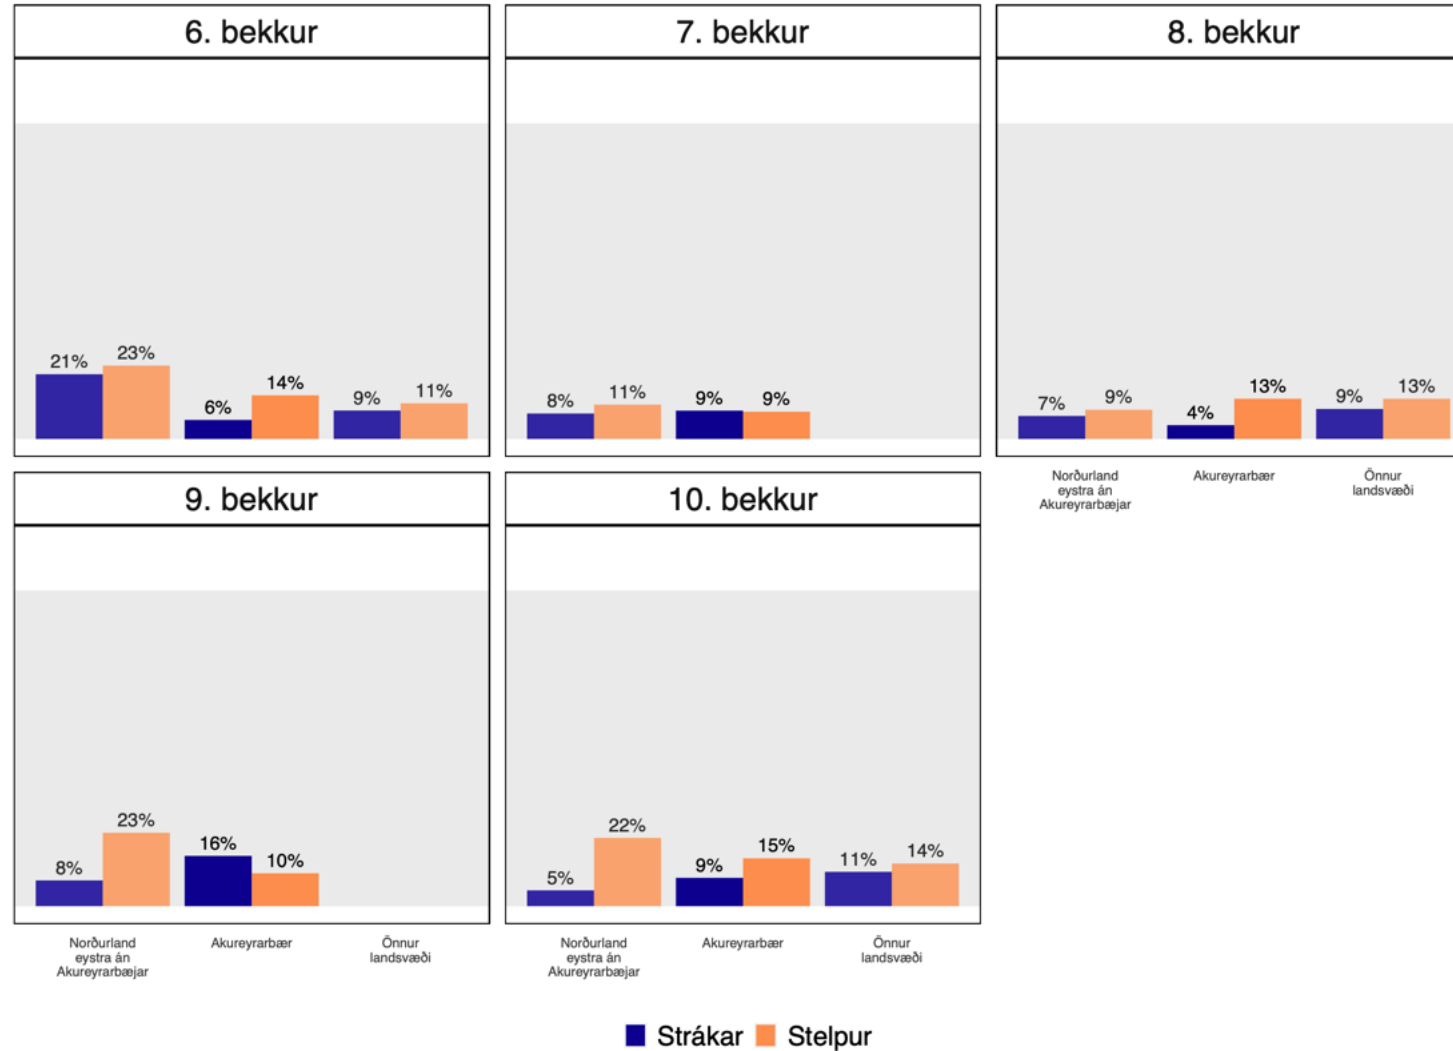 6. bekkur
7. bekkur
8. bekkur
21%
23%
6%
14%
9%
11%
8%
11%
9%
9%
7%
9%
4%
13%
9%
13%
Norðurland
eystra án
Akureyrarbæjar
Akureyrarbær
Önnur
landsvæði
9. bekkur
10. bekkur
8%
23%
16%
10%
5%
22%
9%
15%
11%
14%
Norðurland
eystra án
Akureyrarbæjar
Akureyrarbær
Önnur
landsvæði
Norðurland
eystra án
Akureyrarbæjar
Akureyrarbær
Önnur
landsvæði
Strákar
Stelpur